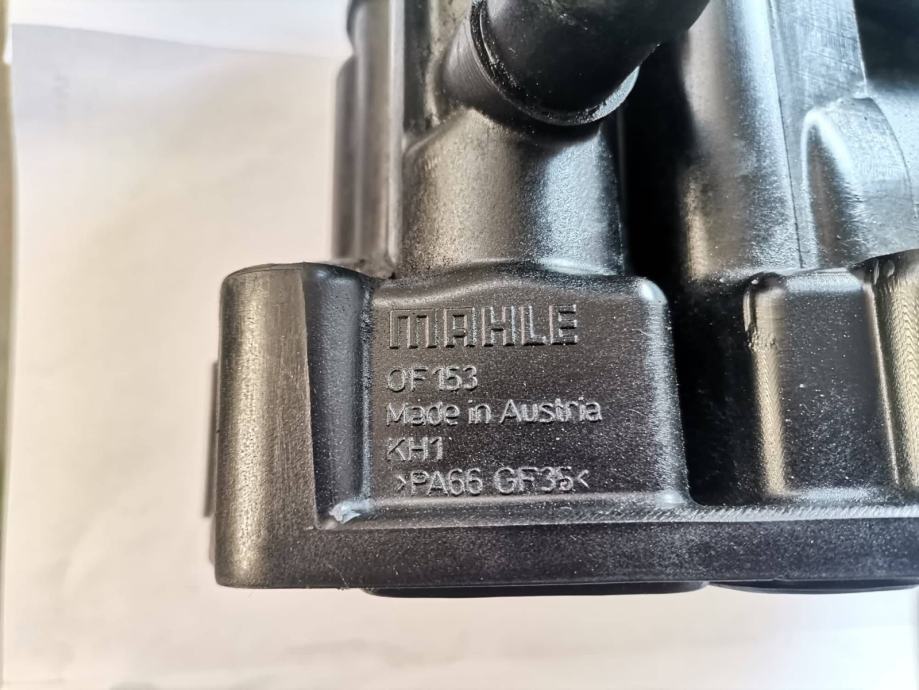 MAHLE
OF 153
Made in Austria
KH1
>PA66 GF35<